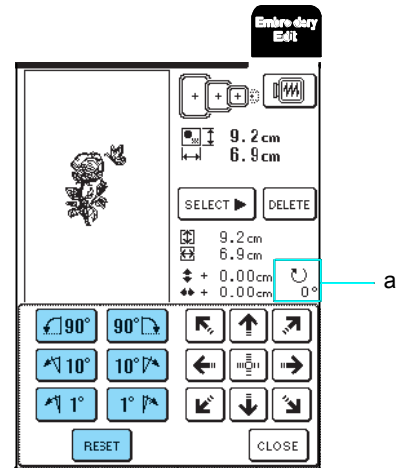 Embroidery
Edit
9.2cm
6.9cm
SELECT DELETE
9.2cm
6.9cm
+ 0.00cm
+ 0.00cm 0°
a
90° 90°
10° 10°
1° 1°
RESET CLOSE